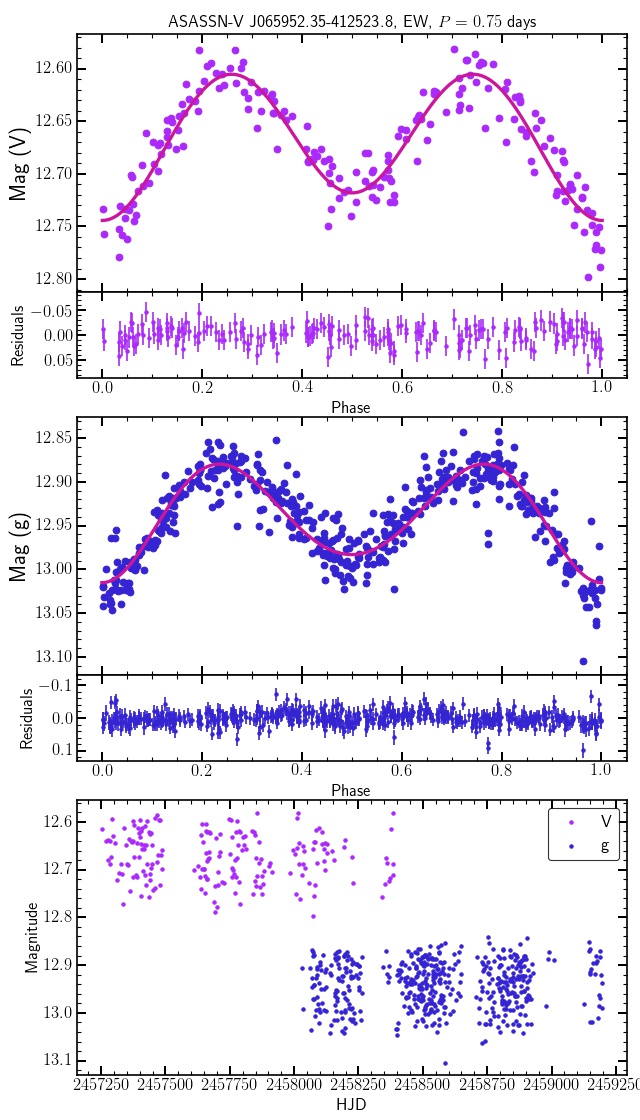 ASASSN-V J065952.35-412523.8, EW, P = 0.75 days
Mag (V)
12.60
12.65
12.70
12.75
12.80
Residuals
−0.05
0.00
0.05
0.0 0.2 0.4 0.6 0.8 1.0
Phase
Mag (g)
12.85
12.90
12.95
13.00
13.05
13.10
Residuals
−0.1
0.0
0.1
0.0 0.2 0.4 0.6 0.8 1.0
Phase
Magnitude
12.6
12.7
12.8
12.9
13.0
13.1
V
g
2457250 2457500 2457750 2458000 2458250 2458500 2458750 2459000 245925
HJD